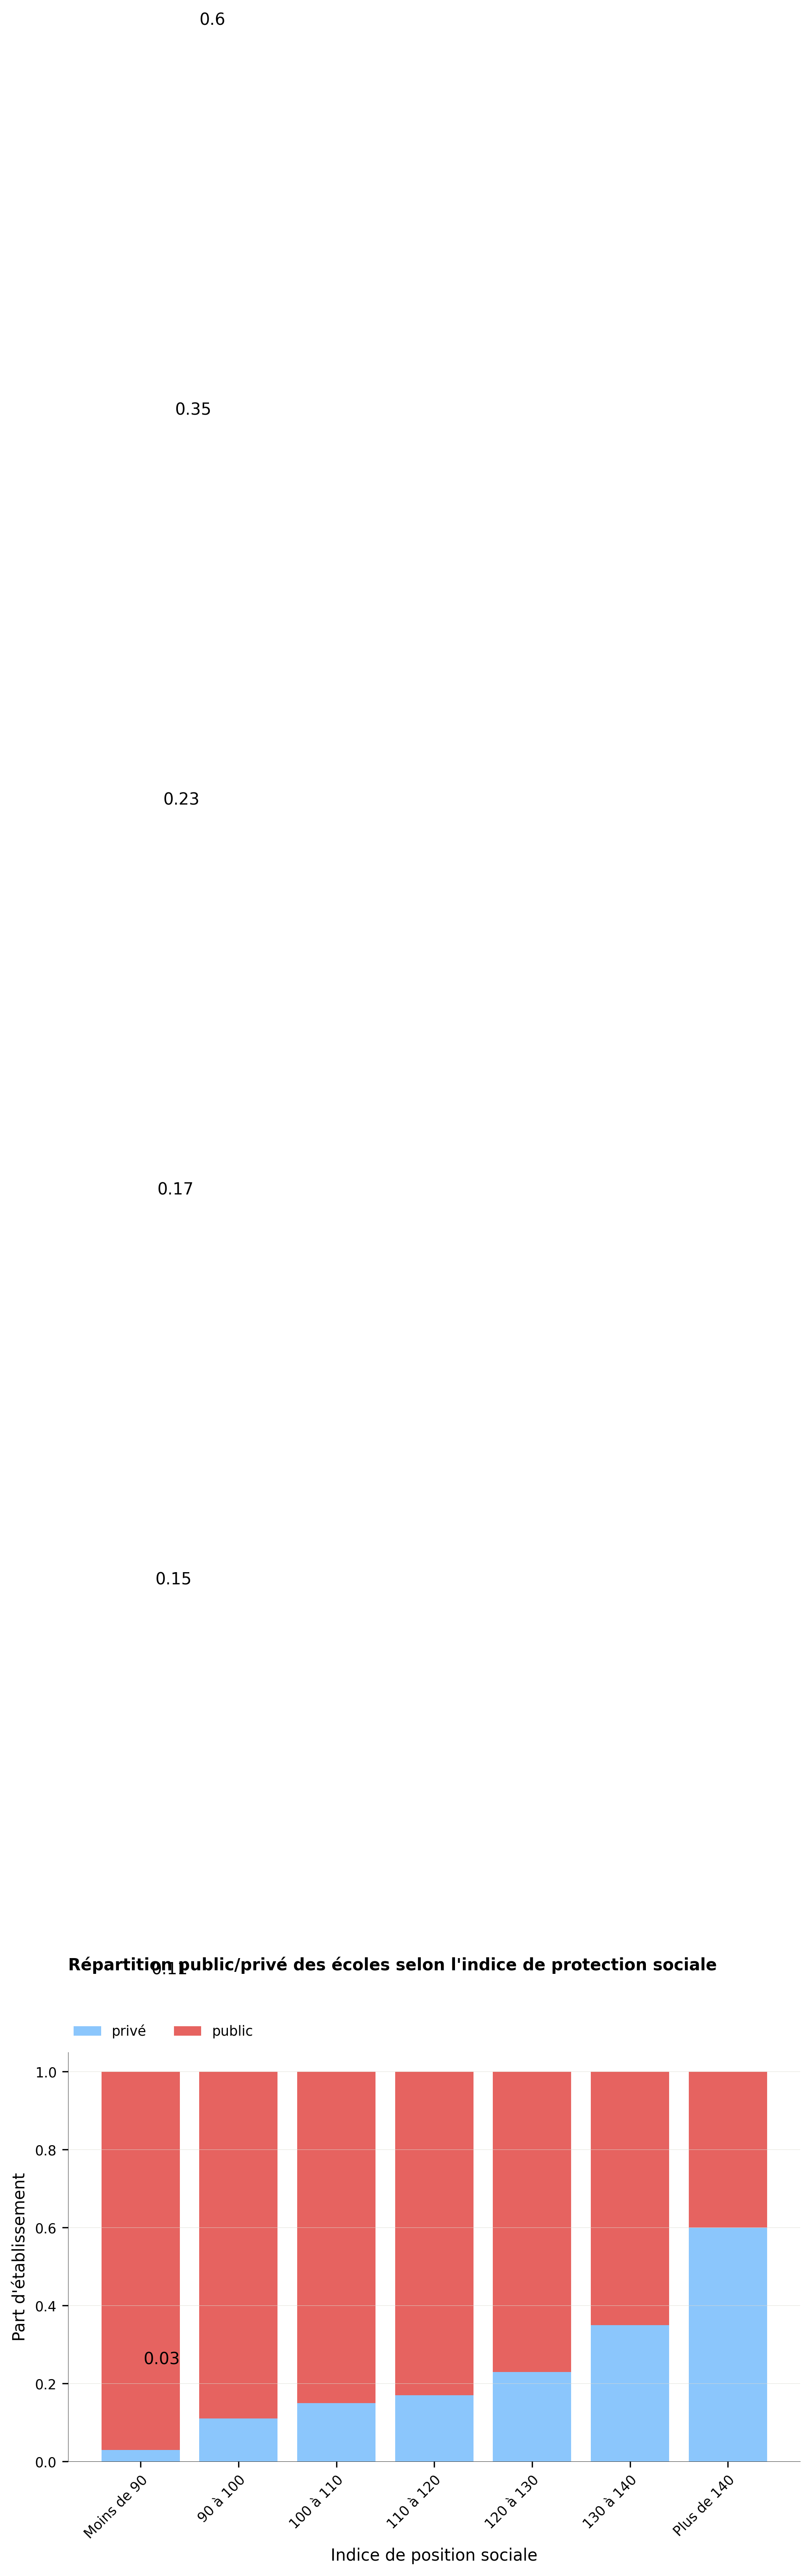 0.6
0.35
0.23
0.17
0.15
0.11
Répartition public/privé des écoles selon l'indice de protection sociale
privé public
1.0
0.8
0.6
0.4
0.03
0.2
0.0
Part d'établissement
Moins de 90
90 à 100
100 à 110
110 à 120
120 à 130
130 à 140
Plus de 140
Indice de position sociale